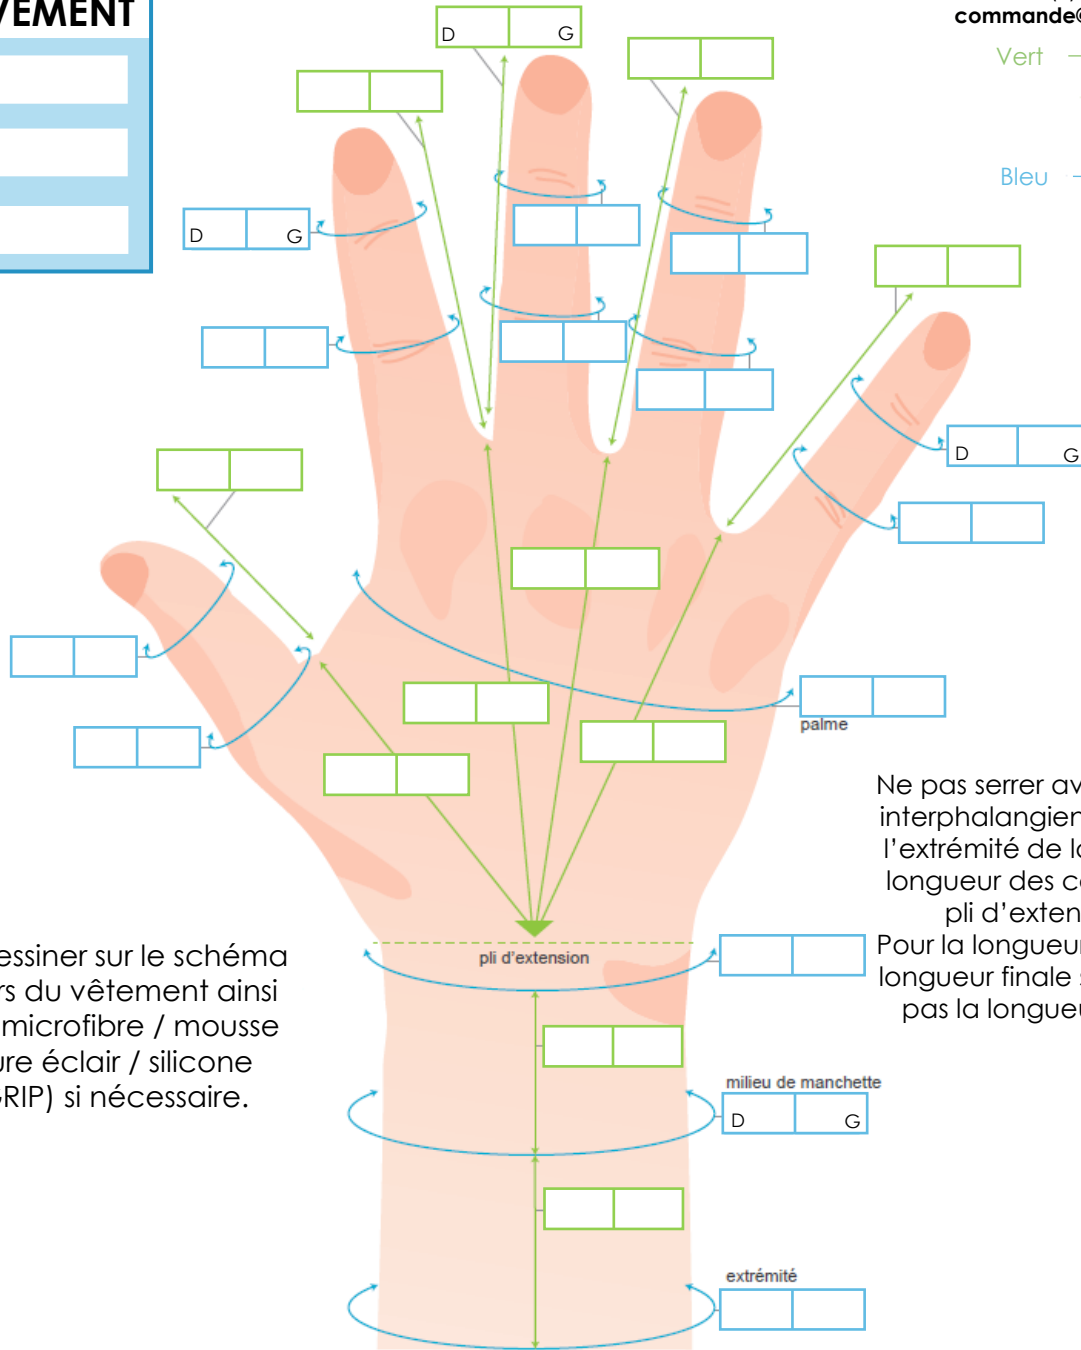 VEMENT
commande@
Vert
Bleu
D G
D G
D G
palme
Ne pas serrer av
interphalangien
l'extrémité de la
longueur des c
pli d'exten
Pour la longueur
longueur finale s
pas la longueu
essiner sur le schéma
rs du vêtement ainsi
microfibre / mousse
ure éclair / silicone
GRIP) si nécessaire.
pli d'extension
milieu de manchette
D G
extrémité